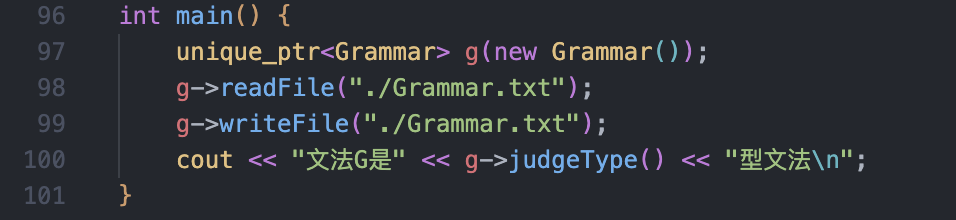 96 int main() {
97 unique_ptr<Grammar> g(new Grammar());
98 g->readFile("./Grammar.txt");
99 g->writeFile("./Grammar.txt");
100 cout << "文法G是" << g->judgeType() << "型文法\n";
101 }